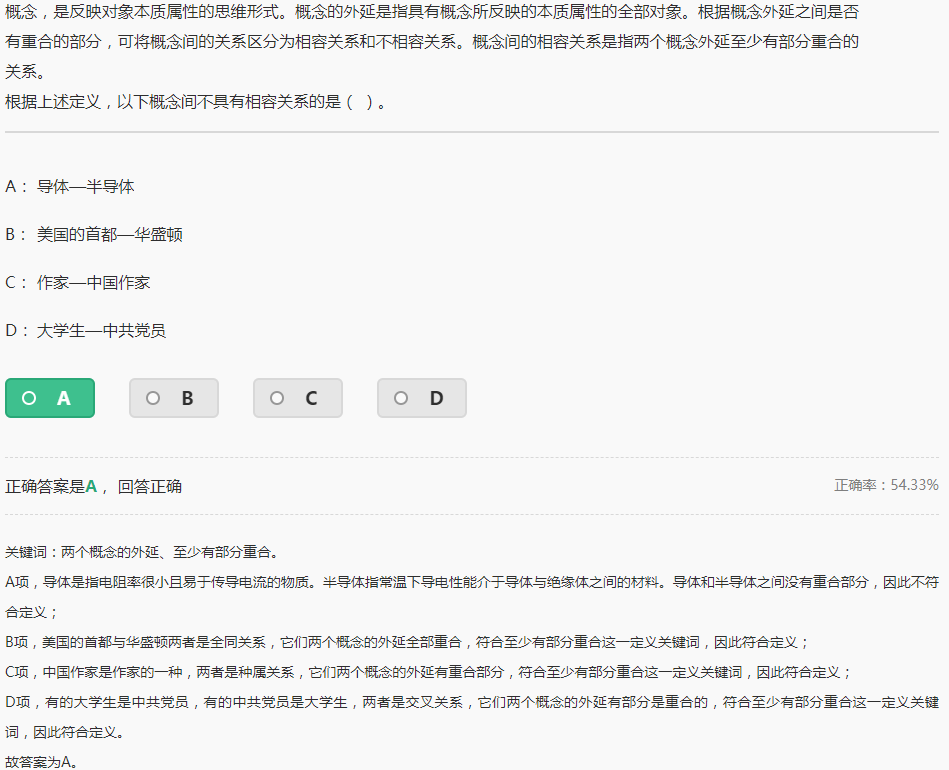 概念，是反映对象本质属性的思维形式。概念的外延是指具有概念所反映的本质属性的全部对象。根据概念外延之间是否
有重合的部分，可将概念间的关系区分为相容关系和不相容关系。概念间的相容关系是指两个概念外延至少有部分重合的
关系。
根据上述定义，以下概念间不具有相容关系的是（ ）。
A： 导体—半导体
B： 美国的首都—华盛顿
C： 作家—中国作家
D： 大学生—中共党员
A B C D
正确答案是A， 回答正确 正确率：54.33%
关键词：两个概念的外延、至少有部分重合。
A项，导体是指电阻率很小且易于传导电流的物质。半导体指常温下导电性能介于导体与绝缘体之间的材料。导体和半导体之间没有重合部分，因此不符
合定义；
B项，美国的首都与华盛顿两者是全同关系，它们两个概念的外延全部重合，符合至少有部分重合这一定义关键词，因此符合定义；
C项，中国作家是作家的一种，两者是种属关系，它们两个概念的外延有重合部分，符合至少有部分重合这一定义关键词，因此符合定义；
D项，有的大学生是中共党员，有的中共党员是大学生，两者是交叉关系，它们两个概念的外延有部分是重合的，符合至少有部分重合这一定义关键
词，因此符合定义。
故答案为A。